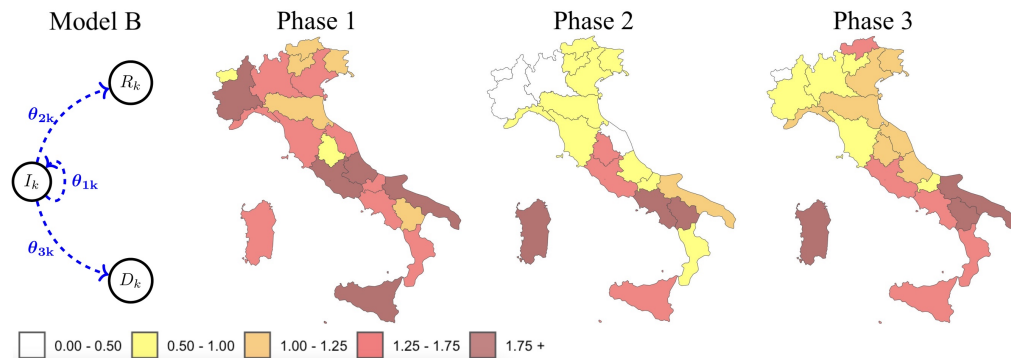 Model B Phase 1 Phase 2 Phase 3
R_k
θ_2k
I_k θ_1k
θ_3k
D_k
0.00 - 0.50 0.50 - 1.00 1.00 - 1.25 1.25 - 1.75 1.75 +